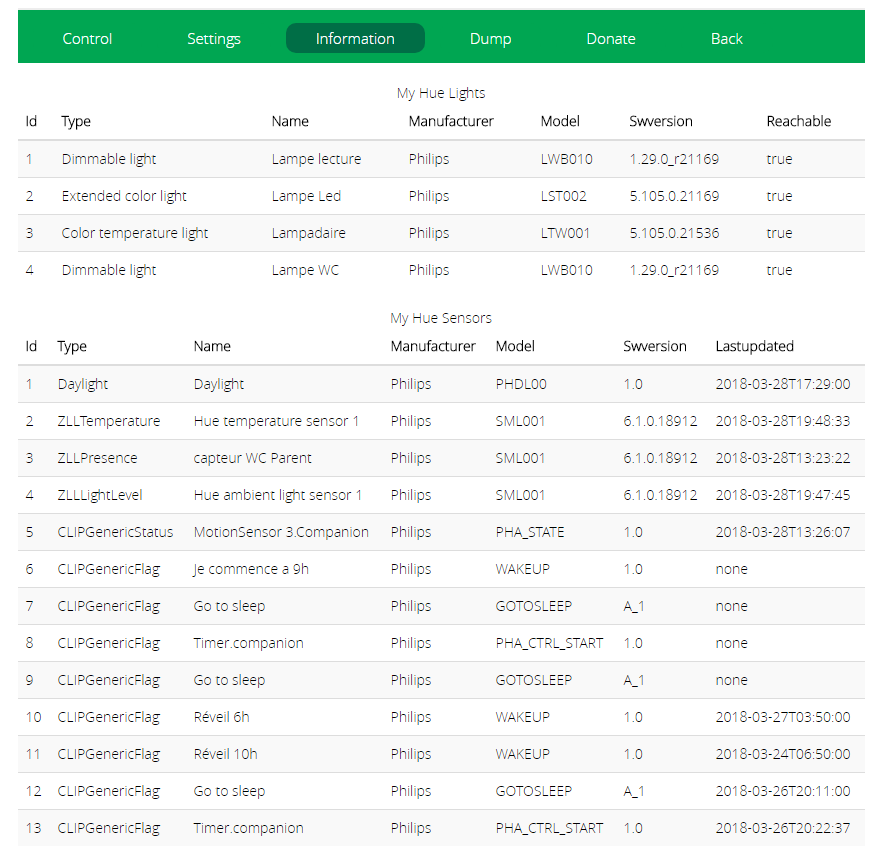 Control Settings Information Dump Donate Back
My Hue Lights
Id Type Name Manufacturer Model Swversion Reachable
1 Dimmable light Lampe lecture Philips LWB010 1.29.0_r21169 true
2 Extended color light Lampe Led Philips LST002 5.105.0.21169 true
3 Color temperature light Lampadaire Philips LTW001 5.105.0.21536 true
4 Dimmable light Lampe WC Philips LWB010 1.29.0_r21169 true
My Hue Sensors
Id Type Name Manufacturer Model Swversion Lastupdated
1 Daylight Daylight Philips PHDL00 1.0 2018-03-28T17:29:00
2 ZLLTemperature Hue temperature sensor 1 Philips SML001 6.1.0.18912 2018-03-28T19:48:33
3 ZLLPresence capteur WC Parent Philips SML001 6.1.0.18912 2018-03-28T13:23:22
4 ZLLLightLevel Hue ambient light sensor 1 Philips SML001 6.1.0.18912 2018-03-28T19:47:45
5 CLIPGenericStatus MotionSensor 3.Companion Philips PHA_STATE 1.0 2018-03-28T13:26:07
6 CLIPGenericFlag Je commence a 9h Philips WAKEUP 1.0 none
7 CLIPGenericFlag Go to sleep Philips GOTOSLEEP A_1 none
8 CLIPGenericFlag Timer.companion Philips PHA_CTRL_START 1.0 none
9 CLIPGenericFlag Go to sleep Philips GOTOSLEEP A_1 none
10 CLIPGenericFlag Réveil 6h Philips WAKEUP 1.0 2018-03-27T03:50:00
11 CLIPGenericFlag Réveil 10h Philips WAKEUP 1.0 2018-03-24T06:50:00
12 CLIPGenericFlag Go to sleep Philips GOTOSLEEP A_1 2018-03-26T20:11:00
13 CLIPGenericFlag Timer.companion Philips PHA_CTRL_START 1.0 2018-03-26T20:22:37